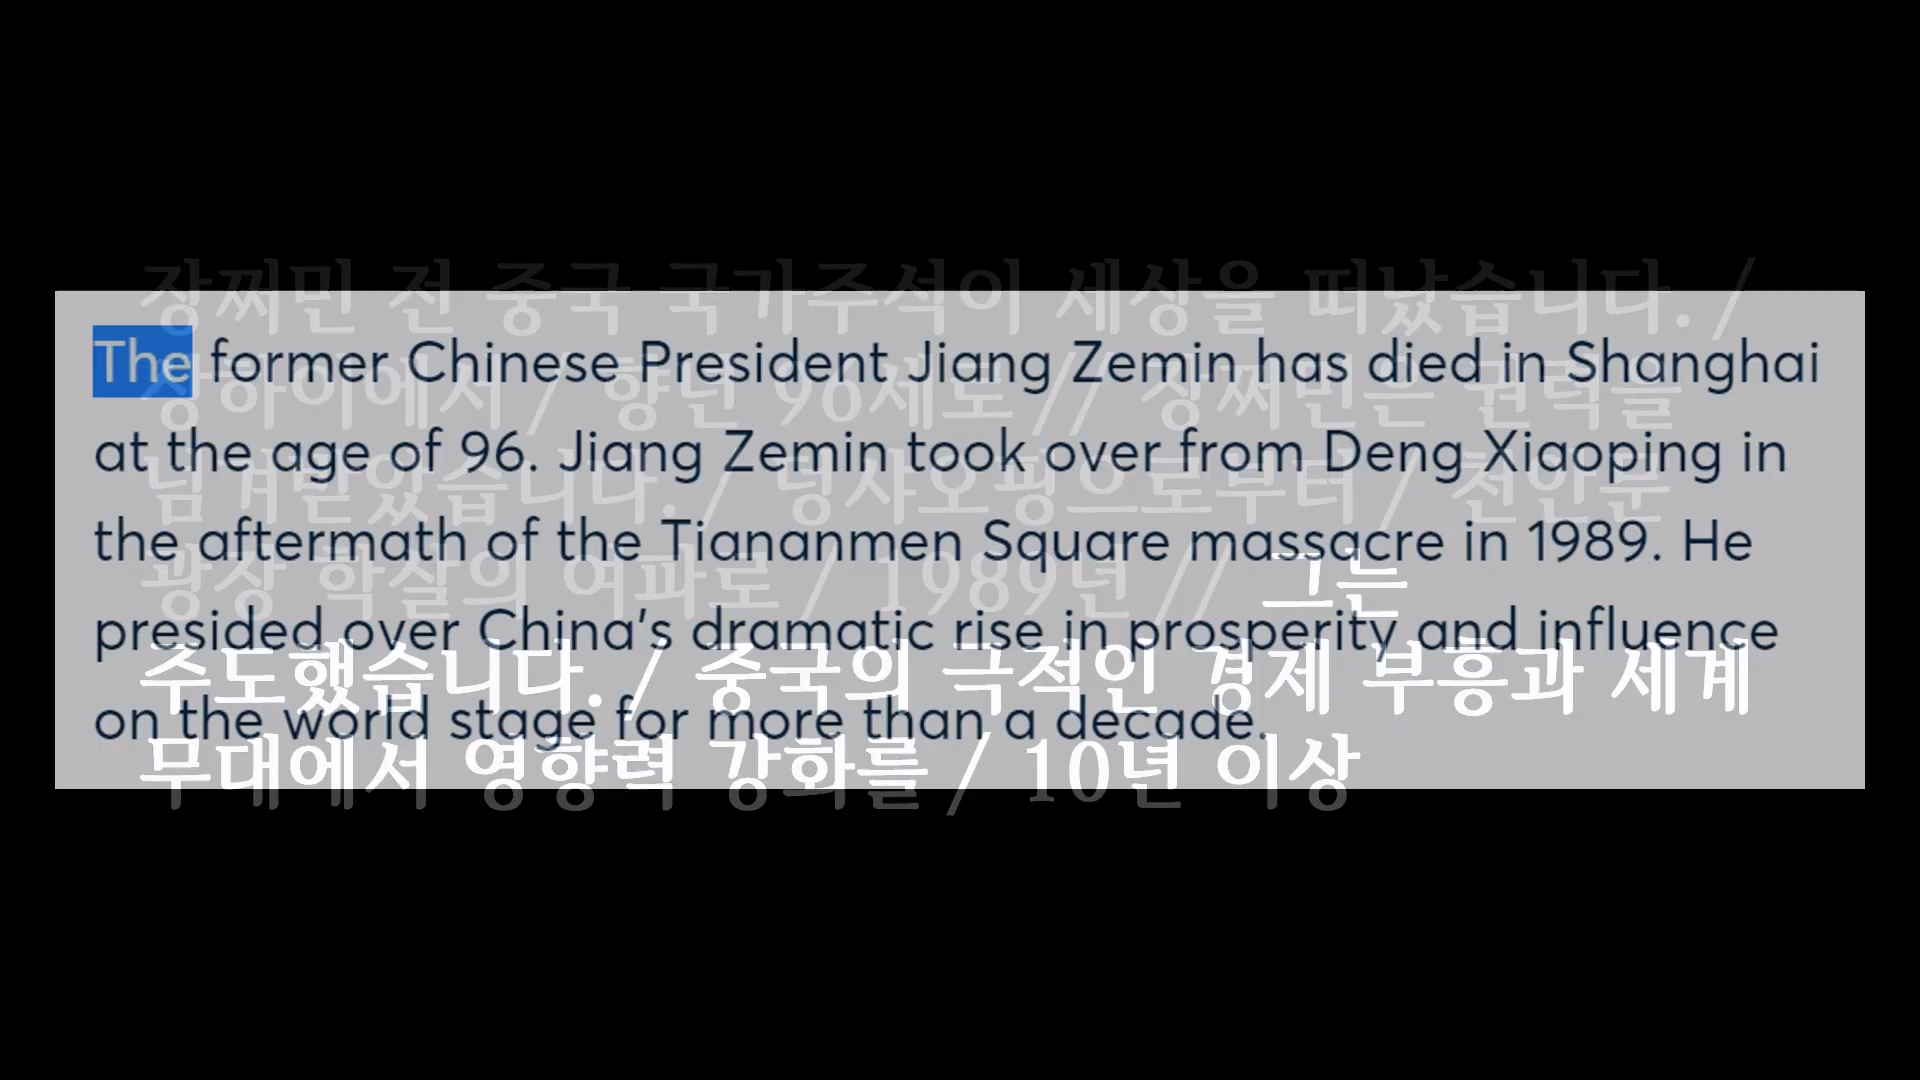 The former Chinese President Jiang Zemin has died in Shanghai
at the age of 96. Jiang Zemin took over from Deng Xiaoping in
the aftermath of the Tiananmen Square massacre in 1989. He
presided over China's dramatic rise in prosperity and influence
on the world stage for more than a decade.
장쩌민 전 중국 국가주석이 세상을 떠났습니다. /
상하이에서 / 향년 96세로 // 장쩌민은 권력을
넘겨받았습니다. / 덩샤오핑으로부터 / 천안문
광장 학살의 여파로 / 1989년 // 그는
주도했습니다. / 중국의 극적인 경제 부흥과 세계
무대에서 영향력 강화를 / 10년 이상